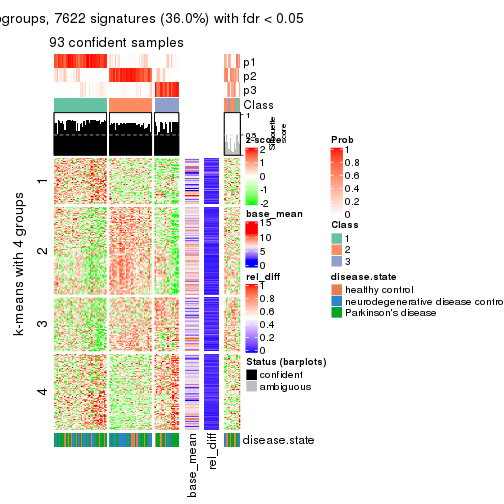 ogroups, 7622 signatures (36.0%) with fdr < 0.05
93 confident samples
p1
p2
p3
Class
1
0.5
Silhouette
score
k-means with 4 groups
1
2
3
4
z-score
2
1
0
-1
-2
base_mean
15
10
5
0
rel_diff
1
0.8
0.6
0.4
0.2
0
Status (barplots)
confident
ambiguous
Prob
1
0.8
0.6
0.4
0.2
0
Class
1
2
3
disease.state
healthy control
neurodegenerative disease contro
Parkinson's disease
disease.state
base_mean
rel_diff